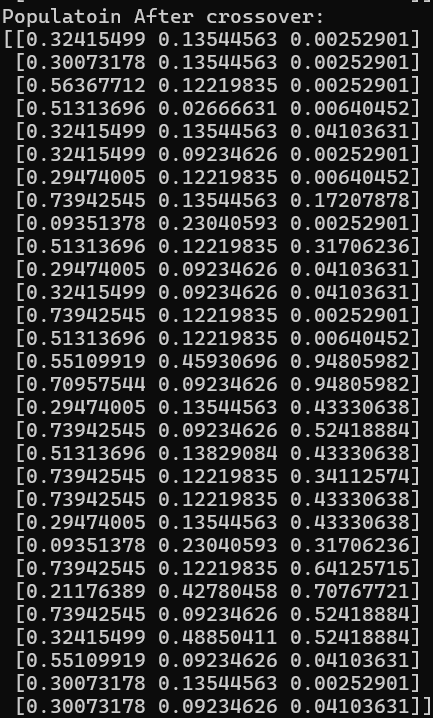 Populatoin After crossover:
[[0.32415499 0.13544563 0.00252901]
[0.30073178 0.13544563 0.00252901]
[0.56367712 0.12219835 0.00252901]
[0.51313696 0.02666631 0.00640452]
[0.32415499 0.13544563 0.04103631]
[0.32415499 0.09234626 0.00252901]
[0.29474005 0.12219835 0.00640452]
[0.73942545 0.13544563 0.17207878]
[0.09351378 0.23040593 0.00252901]
[0.51313696 0.12219835 0.31706236]
[0.29474005 0.09234626 0.04103631]
[0.32415499 0.09234626 0.04103631]
[0.73942545 0.12219835 0.00252901]
[0.51313696 0.12219835 0.00640452]
[0.55109919 0.45930696 0.94805982]
[0.70957544 0.09234626 0.94805982]
[0.29474005 0.13544563 0.43330638]
[0.73942545 0.09234626 0.52418884]
[0.51313696 0.13829084 0.43330638]
[0.73942545 0.12219835 0.34112574]
[0.73942545 0.12219835 0.43330638]
[0.29474005 0.13544563 0.43330638]
[0.09351378 0.23040593 0.31706236]
[0.73942545 0.12219835 0.64125715]
[0.21176389 0.42780458 0.70767721]
[0.73942545 0.09234626 0.52418884]
[0.32415499 0.48850411 0.52418884]
[0.55109919 0.09234626 0.04103631]
[0.30073178 0.13544563 0.00252901]
[0.30073178 0.09234626 0.04103631]]